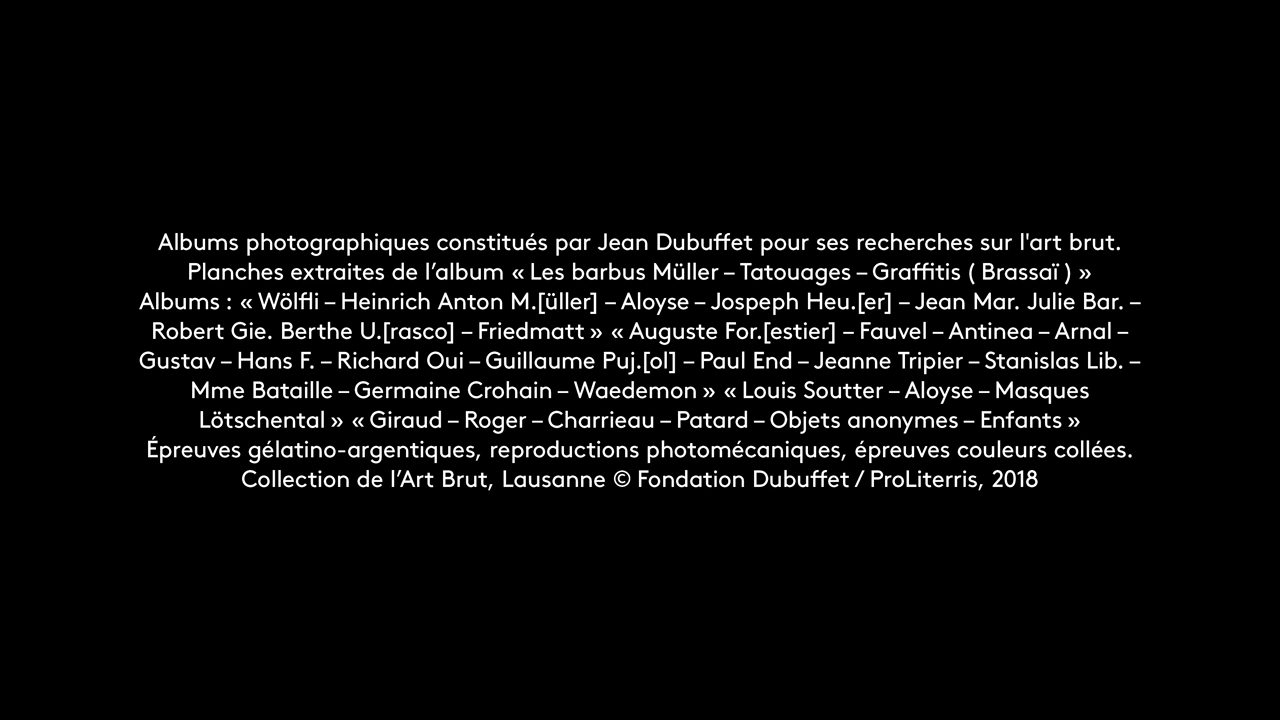 Albums photographiques constitués par Jean Dubuffet pour ses recherches sur l'art brut.
Planches extraites de l’album « Les barbus Müller – Tatouages – Graffitis ( Brassaï ) »
Albums : « Wölfli – Heinrich Anton M.[üller] – Aloyse – Jospeph Heu.[er] – Jean Mar. Julie Bar. –
Robert Gie. Berthe U.[rasco] – Friedmatt » « Auguste For.[estier] – Fauvel – Antinea – Arnal –
Gustav – Hans F. – Richard Oui – Guillaume Puj.[ol] – Paul End – Jeanne Tripier – Stanislas Lib. –
Mme Bataille – Germaine Crohain – Waedemon » « Louis Soutter – Aloyse – Masques
Lötschental » « Giraud – Roger – Charrieau – Patard – Objets anonymes – Enfants »
Épreuves gélatino-argentiques, reproductions photomécaniques, épreuves couleurs collées.
Collection de l’Art Brut, Lausanne © Fondation Dubuffet / ProLiterris, 2018